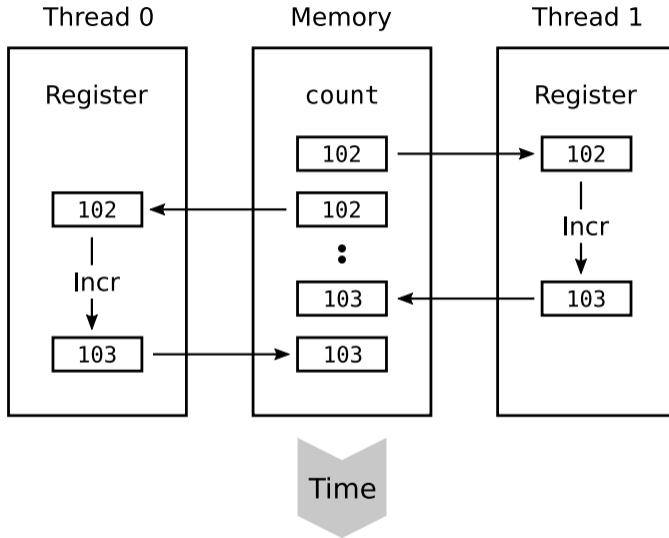 Thread 0 Memory Thread 1
Register count Register
102 102
102 102
Incr
Incr
103 103
103 103
Time